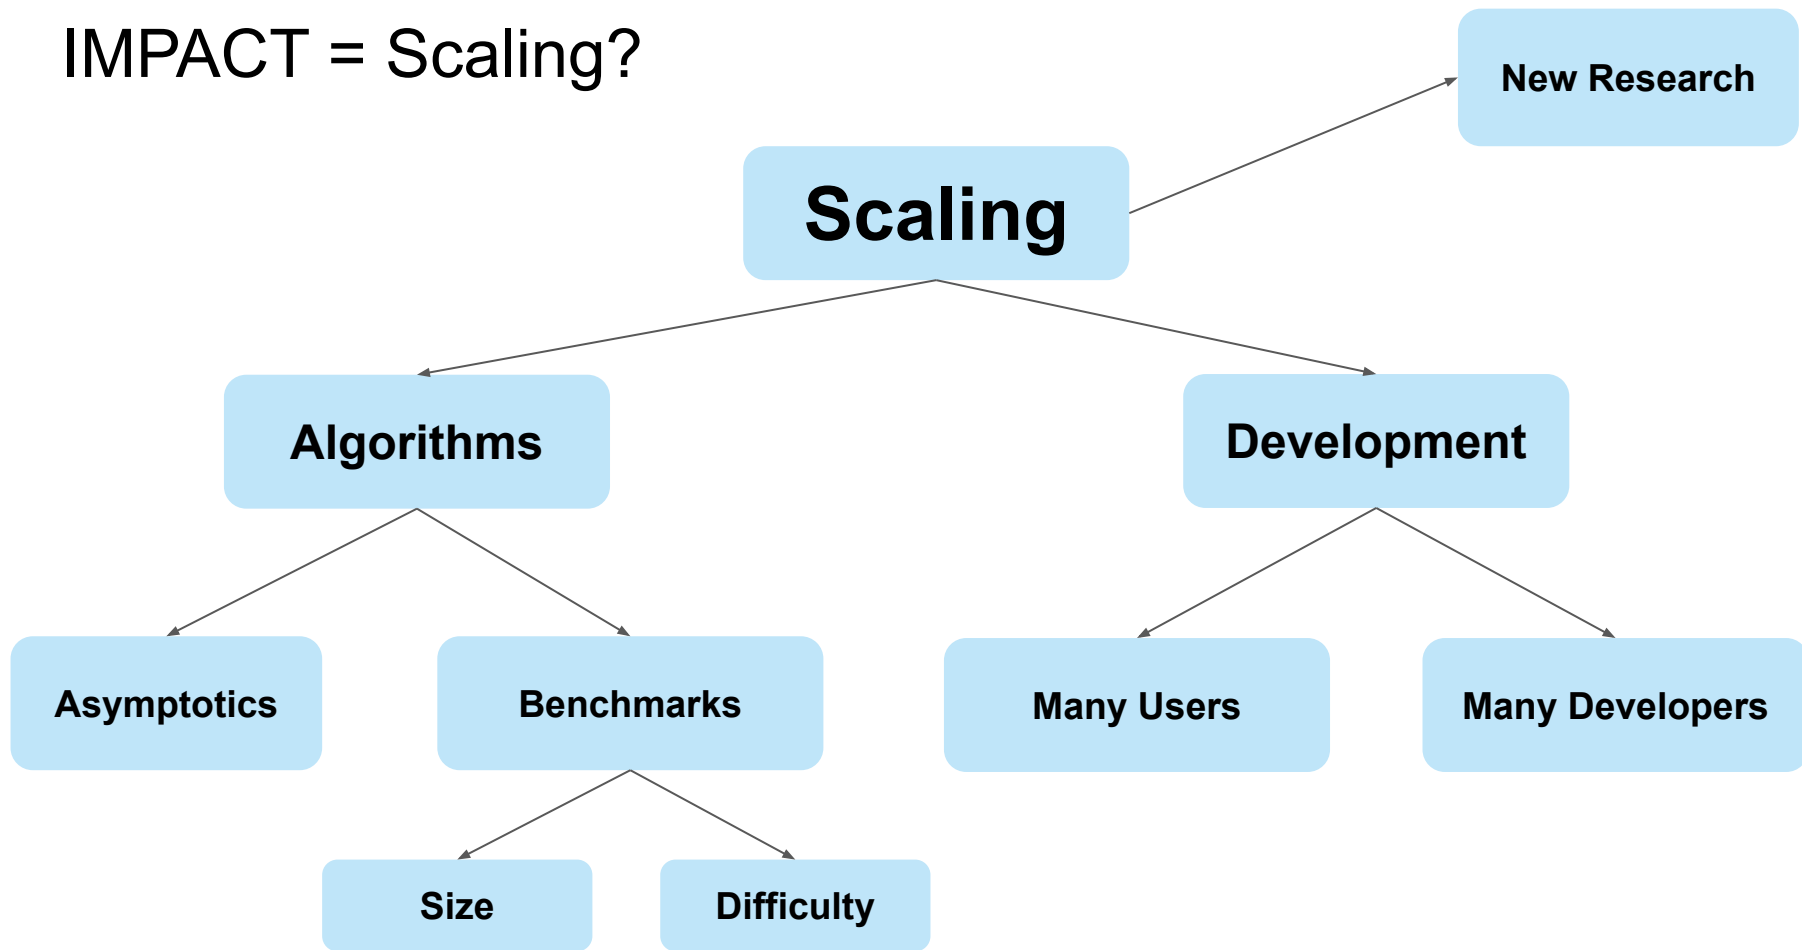 IMPACT = Scaling?
New Research
Scaling
Algorithms
Development
Asymptotics
Benchmarks
Many Users
Many Developers
Size
Difficulty